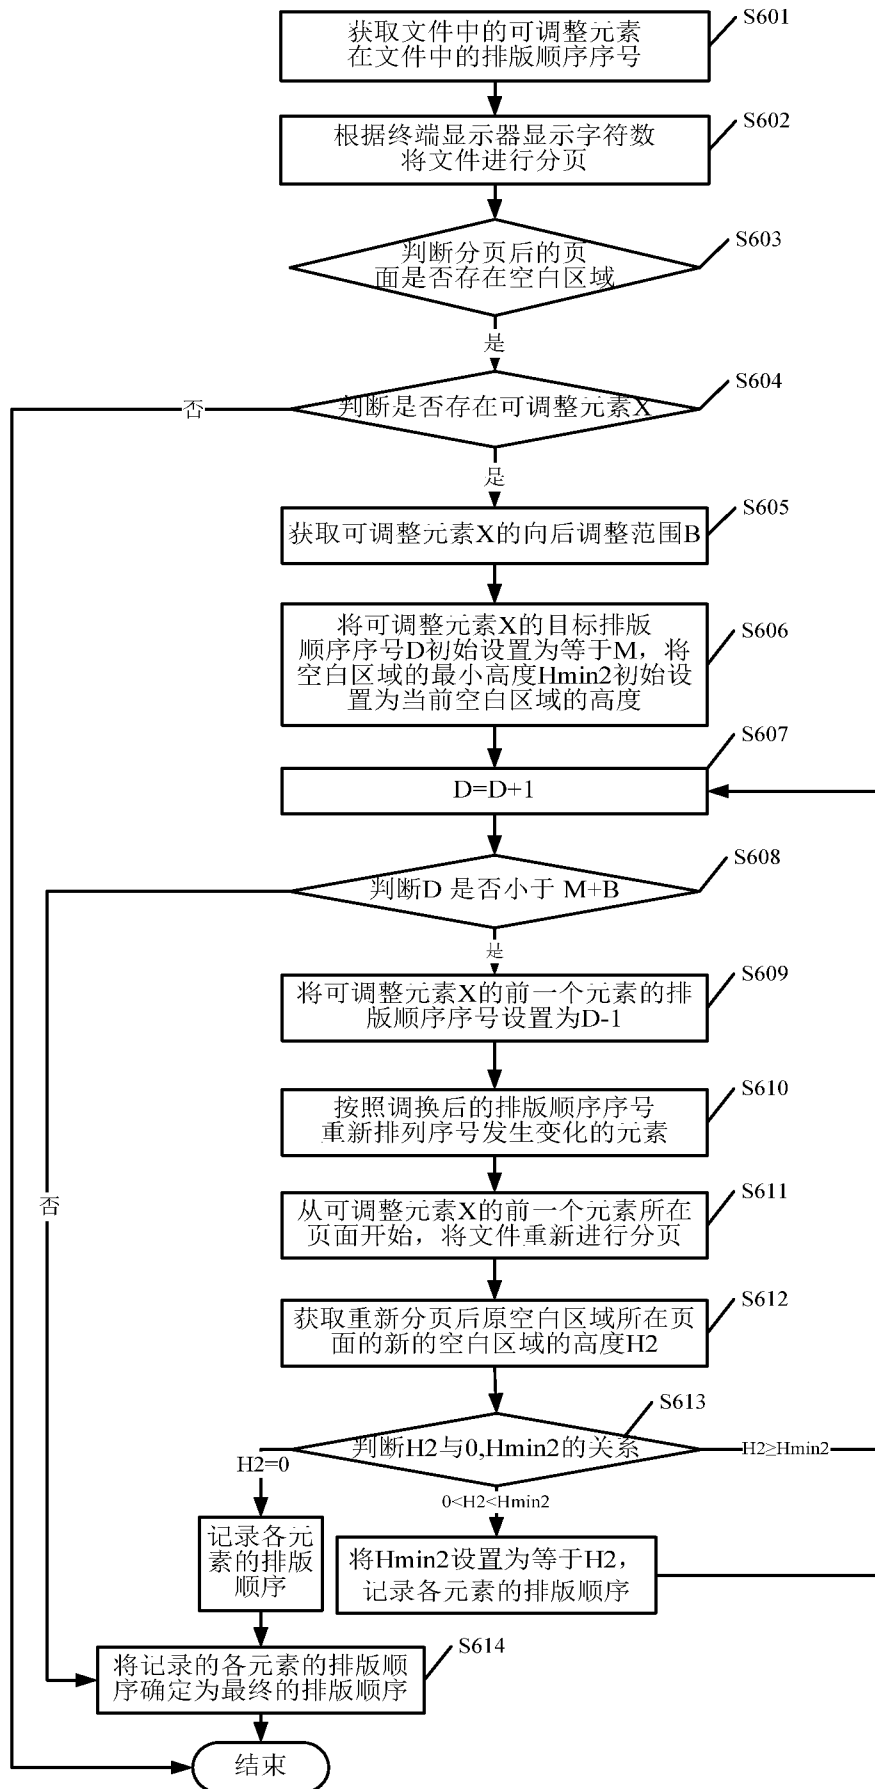 S601
获取文件中的可调整元素
在文件中的排版顺序序号
S602
根据终端显示器显示字符数
将文件进行分页
S603
判断分页后的页
面是否存在空白区域
是
S604
否
判断是否存在可调整元素X
是
S605
获取可调整元素X的向后调整范围B
S606
将可调整元素X的目标排版
顺序序号D初始设置为等于M，将
空白区域的最小高度Hmin2初始设
置为当前空白区域的高度
S607
D=D+1
S608
判断D 是否小于 M+B
是
S609
将可调整元素X的前一个元素的排
版顺序序号设置为D-1
S610
按照调换后的排版顺序序号
重新排列序号发生变化的元素
否
S611
从可调整元素X的前一个元素所在
页面开始，将文件重新进行分页
S612
获取重新分页后原空白区域所在页
面的新的空白区域的高度H2
S613
判断H2与0,Hmin2的关系
H2≥Hmin2
H2=0
0<H2<Hmin2
记录各元
素的排版
顺序
将Hmin2设置为等于H2，
记录各元素的排版顺序
S614
将记录的各元素的排版顺
序确定为最终的排版顺序
结束